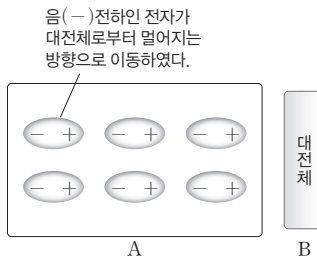 음(－)전하인 전자가
대전체로부터 멀어지는
방향으로 이동하였다.
－ + － + － +
－ + － + － +
대전체
A
B